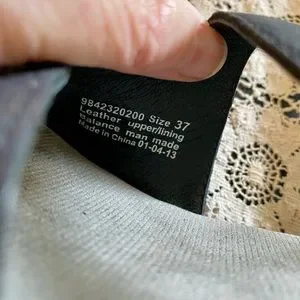 9842320200 Size 37
Leather upper/lining
Balance man made
Made in China 01-04-13